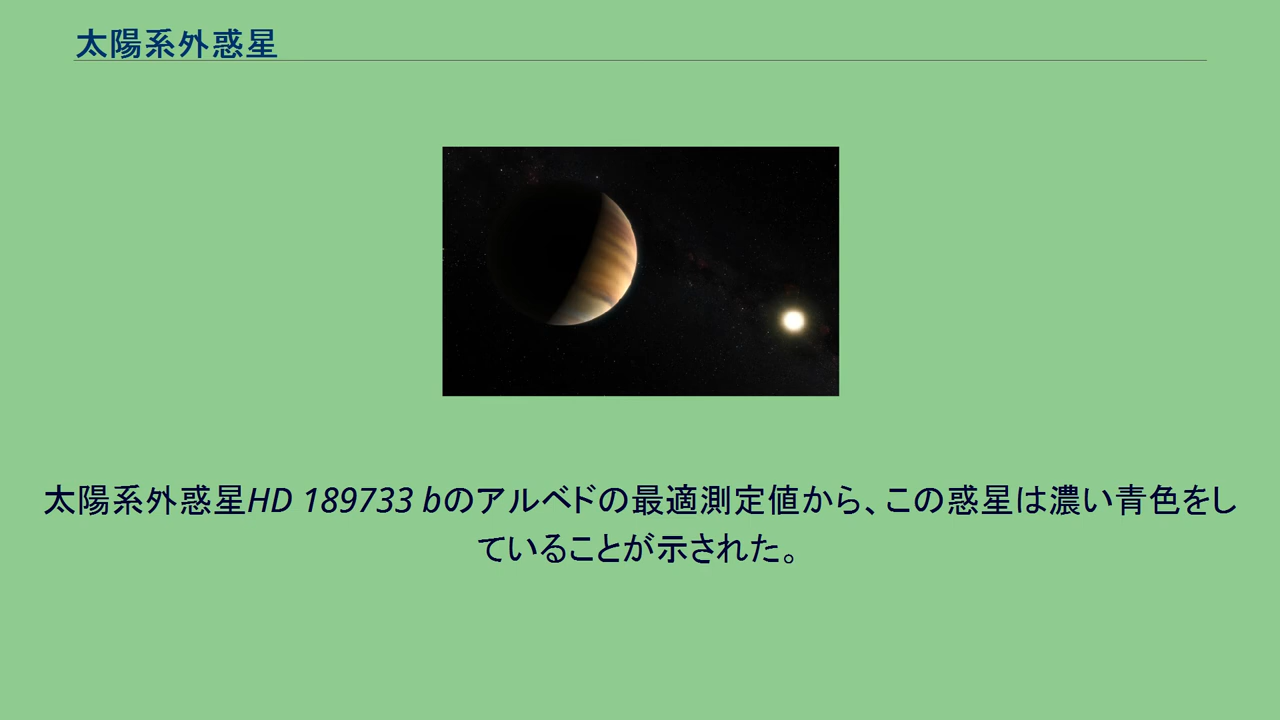 太陽系外惑星
太陽系外惑星HD 189733 bのアルベドの最適測定値から、この惑星は濃い青色をし
ていることが示された。